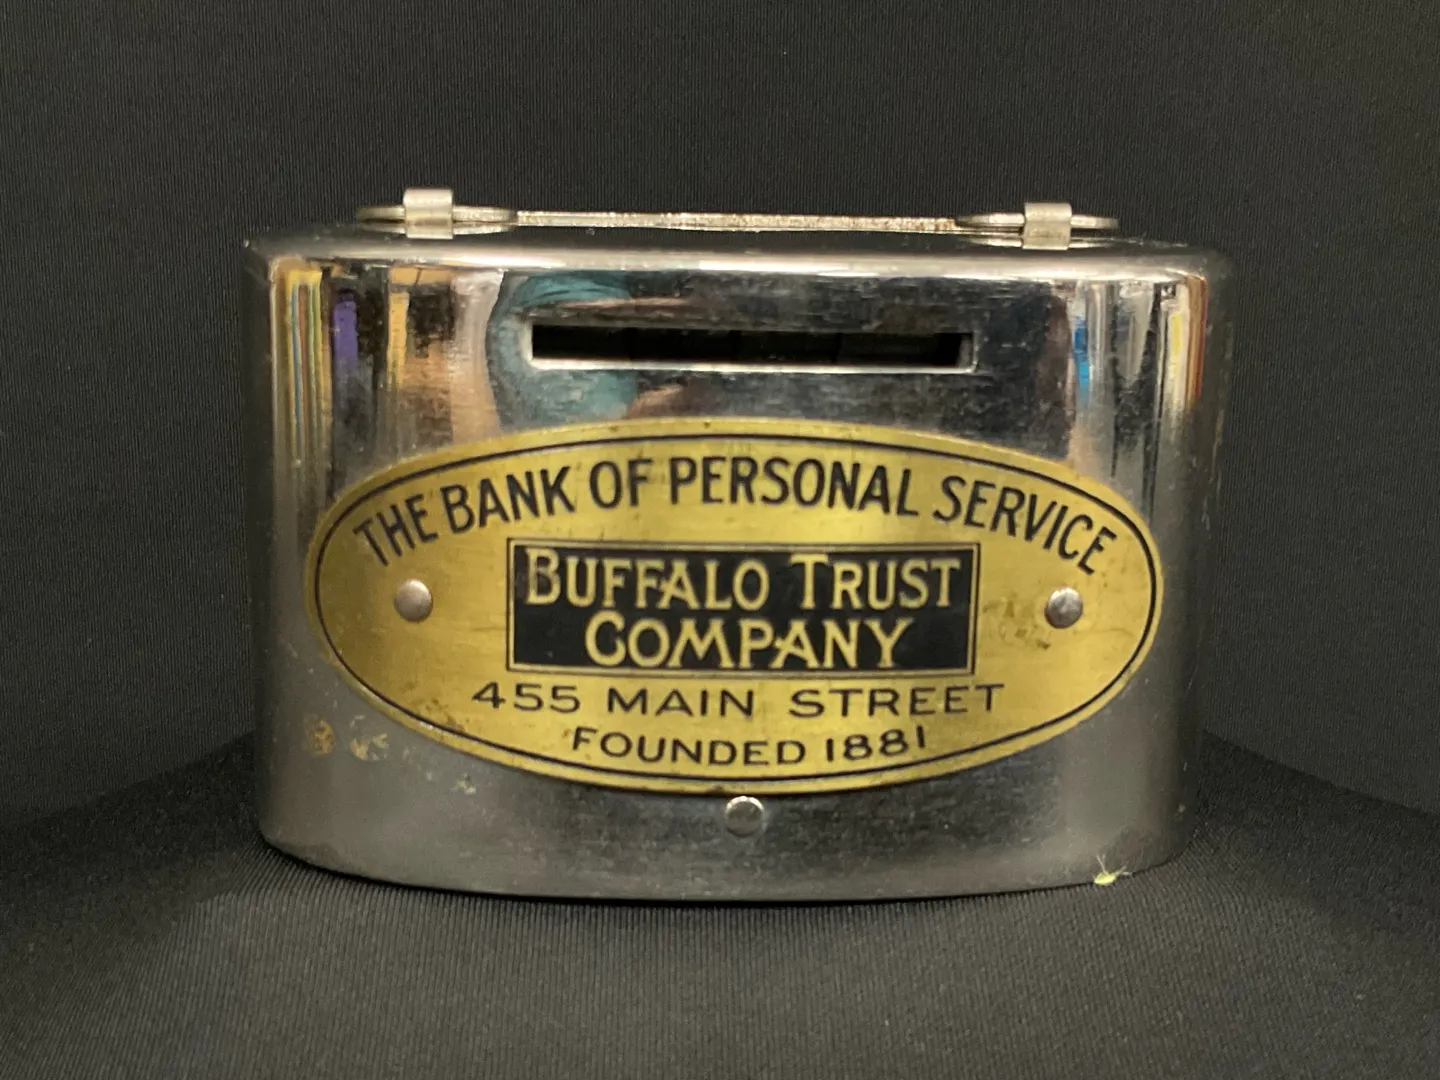 THE BANK OF PERSONAL SERVICE
BUFFALO TRUST
COMPANY
455 MAIN STREET
FOUNDED 1881